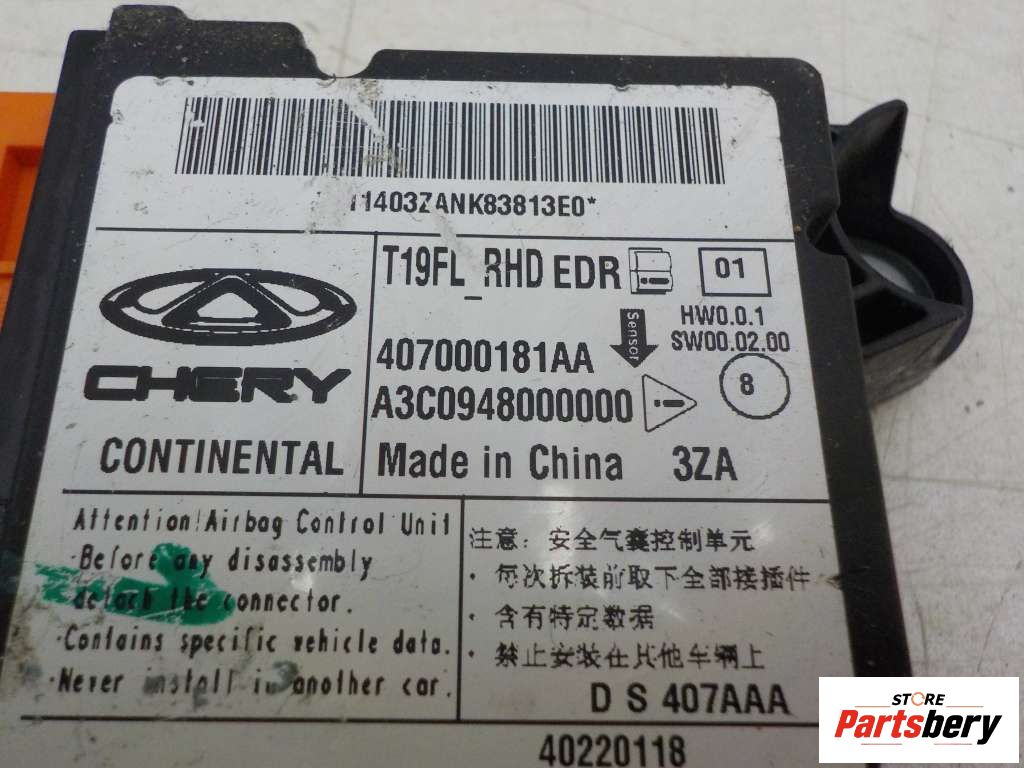 11403ZANK83813E0*
T19FL_RHD EDR
01
HW0.0.1
SW00.02.00
Sensor
407000181AA
8
A3C0948000000
CHERY
CONTINENTAL
Made in China 3ZA
Attention!Airbag Control Unit
·Before any disassembly
detach the connector.
·Contains specific vehicle data.
·Never install in another car.
注意：安全气囊控制单元
·每次拆装前取下全部接插件
·含有特定数据
·禁止安装在其他车辆上
D S 407AAA
40220118
STORE
Partsbery